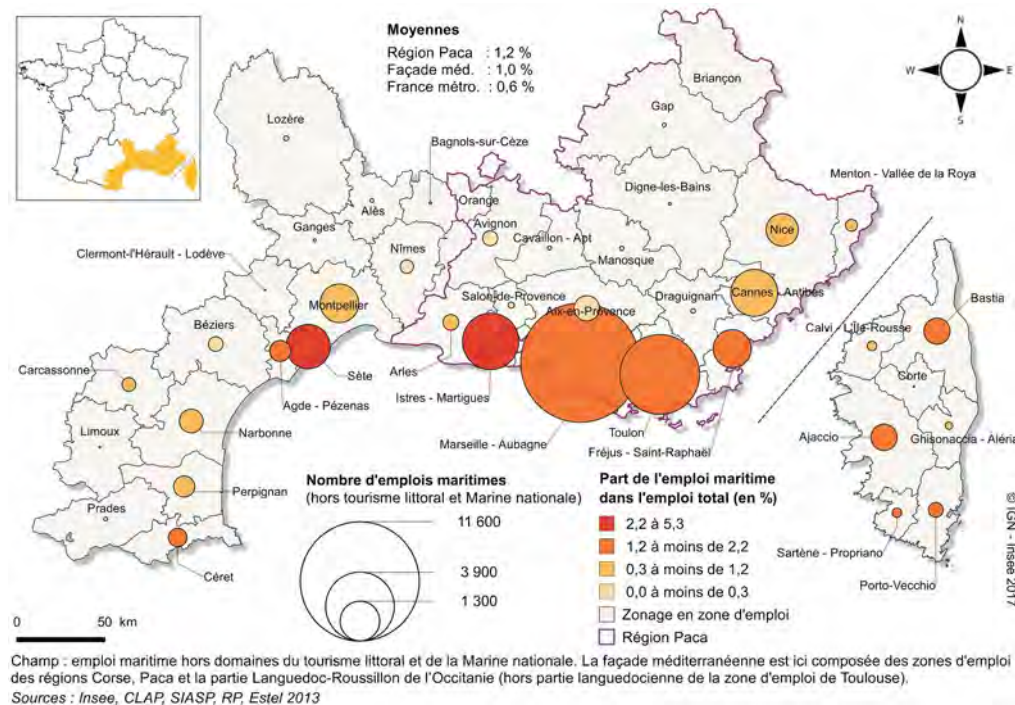 Moyennes
Région Paca : 1,2 %
Façade méd. : 1,0 %
France métro. : 0,6 %
N
W
E
S
Briançon
Gap
Lozère
Bagnols-sur-Cèze
Digne-les-Bains
Menton - Vallée de la Roya
Orange
Alès
Avignon
Ganges
Nîmes
Cavaillon - Apt
Nice
Manosque
Clermont-l'Hérault - Lodève
Salon-de-Provence
Draguignan
Cannes - Antibes
Montpellier
Aix-en-Provence
Bastia
Béziers
Calvi - L'Ile-Rousse
Carcassonne
Arles
Corte
Sète
Istres - Martigues
Agde - Pézenas
Limoux
Narbonne
Marseille - Aubagne
Toulon
Fréjus - Saint-Raphaël
Ajaccio
Ghisonaccia - Aléria
Perpignan
Prades
Céret
Sartène - Propriano
Porto-Vecchio
Nombre d'emplois maritimes
(hors tourisme littoral et Marine nationale)
11 600
3 900
1 300
Part de l'emploi maritime
dans l'emploi total (en %)
2,2 à 5,3
1,2 à moins de 2,2
0,3 à moins de 1,2
0,0 à moins de 0,3
Zonage en zone d'emploi
Région Paca
0 50 km
© IGN - Insee 2017
Champ : emploi maritime hors domaines du tourisme littoral et de la Marine nationale. La façade méditerranéenne est ici composée des zones d'emploi
des régions Corse, Paca et la partie Languedoc-Roussillon de l'Occitanie (hors partie languedocienne de la zone d'emploi de Toulouse).
Sources : Insee, CLAP, SIASP, RP, Estel 2013